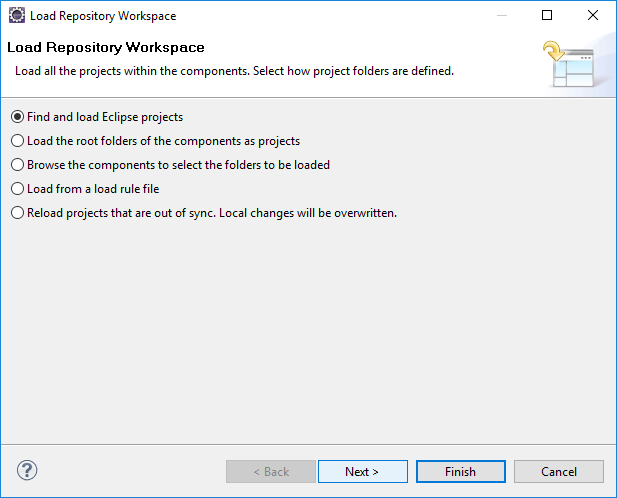 Load Repository Workspace
Load Repository Workspace
Load all the projects within the components. Select how project folders are defined.
Find and load Eclipse projects
Load the root folders of the components as projects
Browse the components to select the folders to be loaded
Load from a load rule file
Reload projects that are out of sync. Local changes will be overwritten.
? < Back Next > Finish Cancel